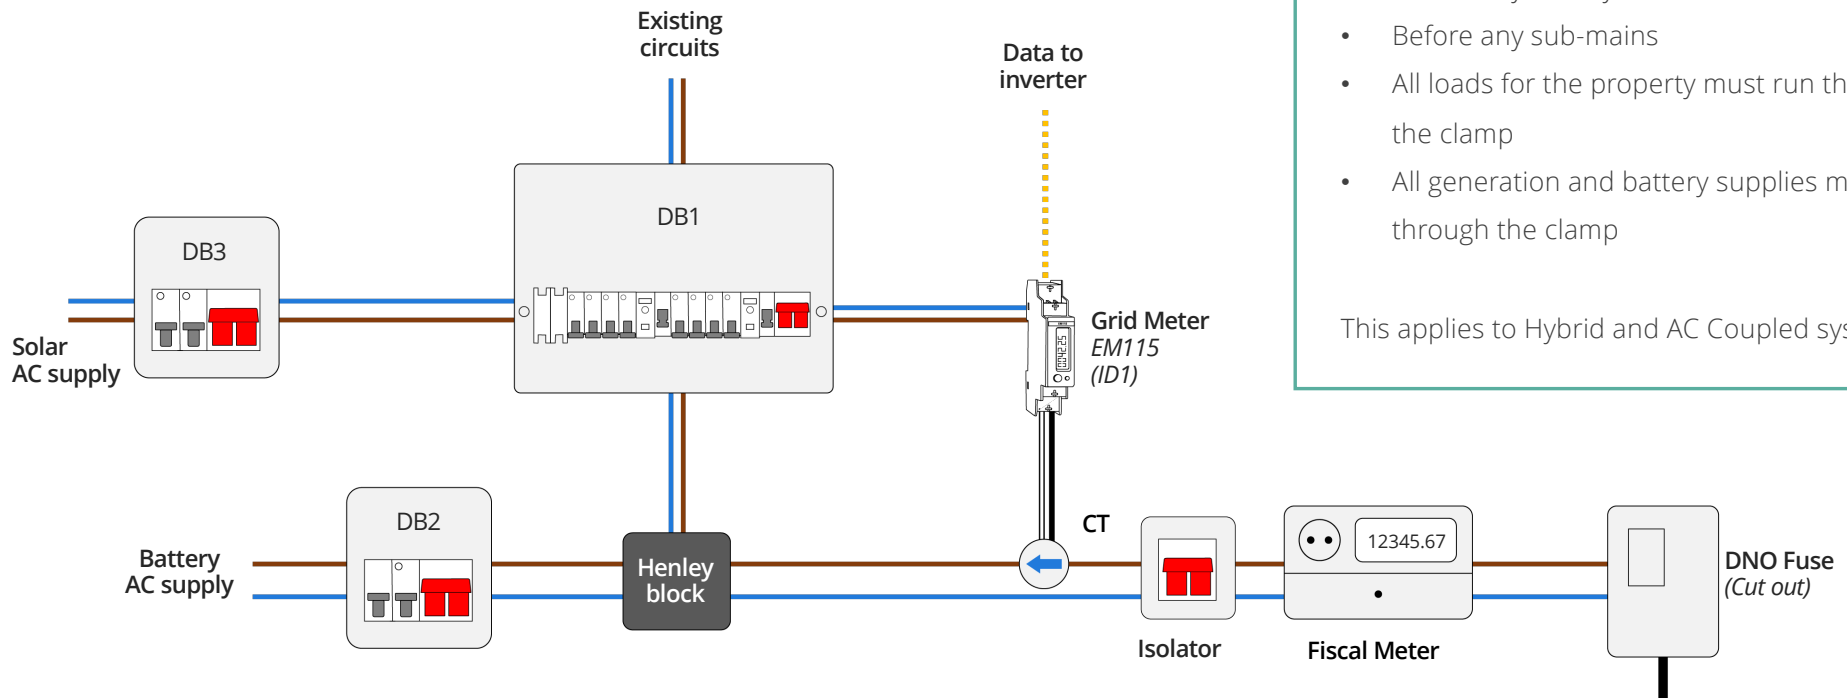 Existing
circuits
Data to
inverter
• Before any sub-mains
• All loads for the property must run
the clamp
• All generation and battery supplies
through the clamp
This applies to Hybrid and AC Coupled
DB1
DB3
Solar
AC supply
Grid Meter
EM115
(ID1)
DB2
CT
Battery
AC supply
Henley
block
12345.67
DNO Fuse
(Cut out)
Isolator
Fiscal Meter